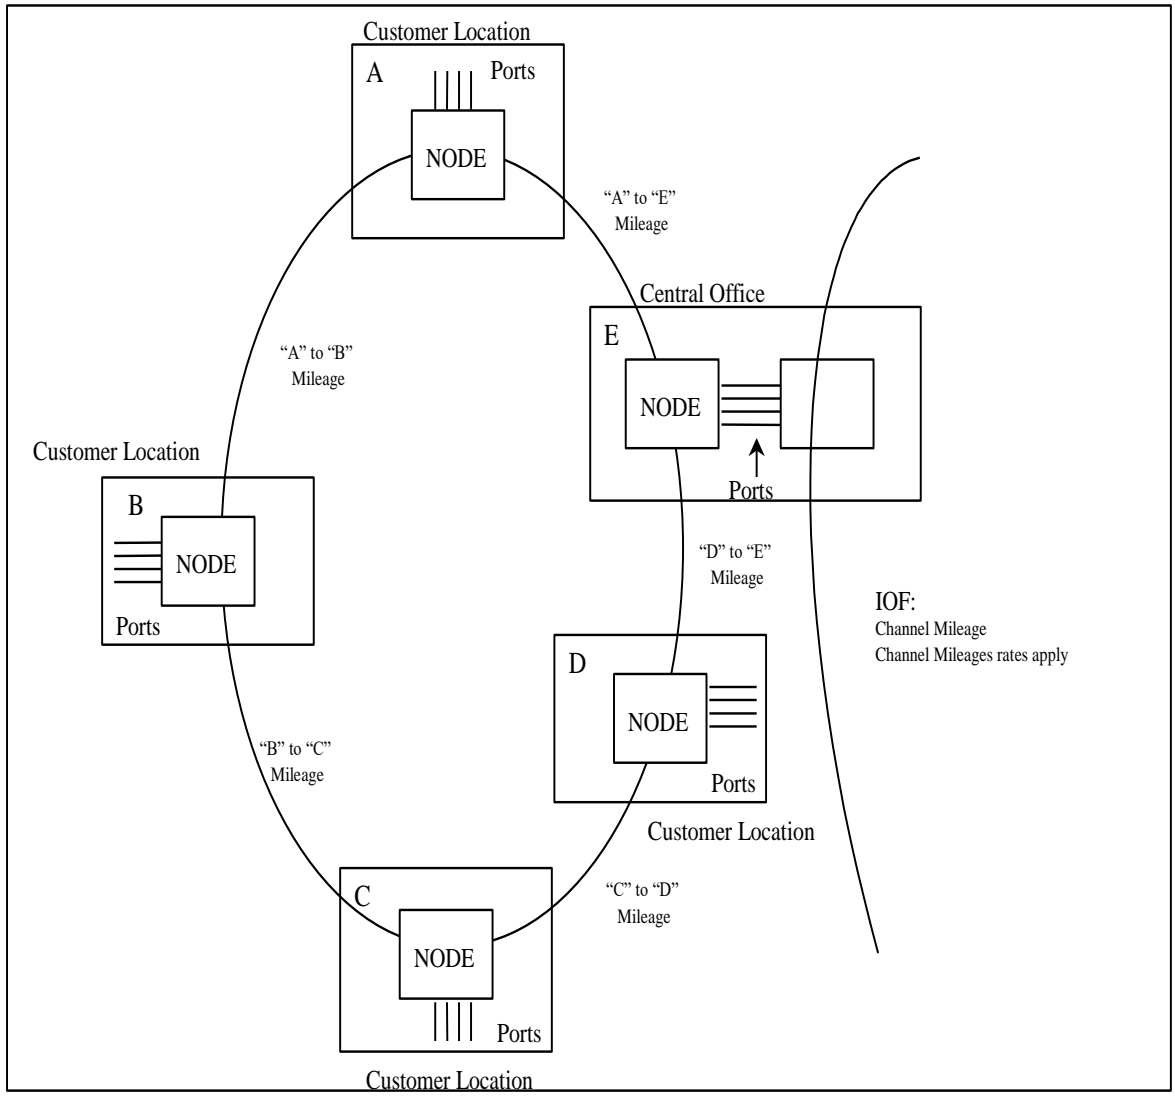 Customer Location
A
Ports
NODE
“A” to “E”
Mileage
Central Office
E
NODE
Ports
“A” to “B”
Mileage
Customer Location
B
NODE
Ports
“D” to “E”
Mileage
IOF:
Channel Mileage
Channel Mileages rates apply
D
NODE
Ports
Customer Location
“B” to “C”
Mileage
“C” to “D”
Mileage
C
NODE
Ports
Customer Location